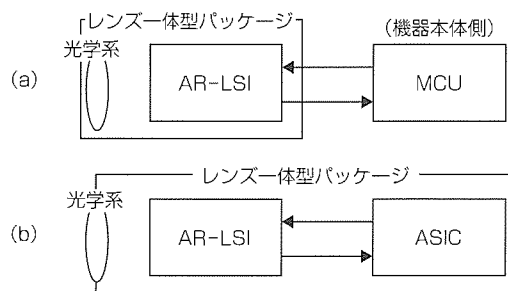 レンズ一体型パッケージ
光学系
(機器本体側)
(a)
AR-LSI
MCU
レンズ一体型パッケージ
光学系
(b)
AR-LSI
ASIC